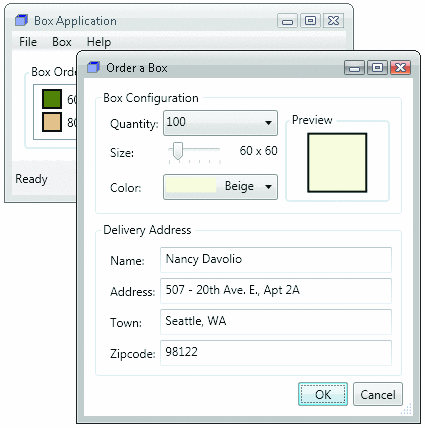 Box Application
File Box Help
Box Orde
60
80
Ready
Order a Box
Box Configuration
Quantity: 100
Size: 60 x 60
Color: Beige
Preview
Delivery Address
Name: Nancy Davolio
Address: 507 - 20th Ave. E., Apt 2A
Town: Seattle, WA
Zipcode: 98122
OK Cancel